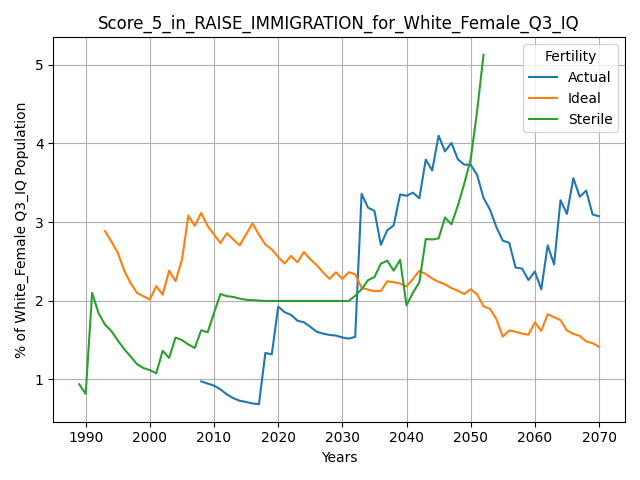 Score_5_in_RAISE_IMMIGRATION_for_White_Female_Q3_IQ
% of White_Female Q3_IQ Population
5
4
3
2
1
Fertility
Actual
Ideal
Sterile
1990 2000 2010 2020 2030 2040 2050 2060 2070
Years